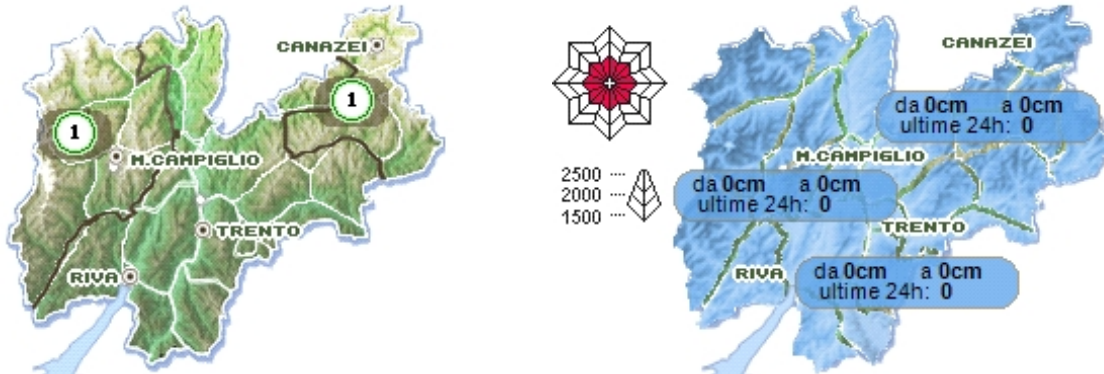 CANAZEI
1
1
M.CAMPIGLIO
TRENTO
RIVA
CANAZEI
da 0cm a 0cm
ultime 24h: 0
M.CAMPIGLIO
2500
2000
1500
da 0cm a 0cm
ultime 24h: 0
TRENTO
RIVA
da 0cm a 0cm
ultime 24h: 0